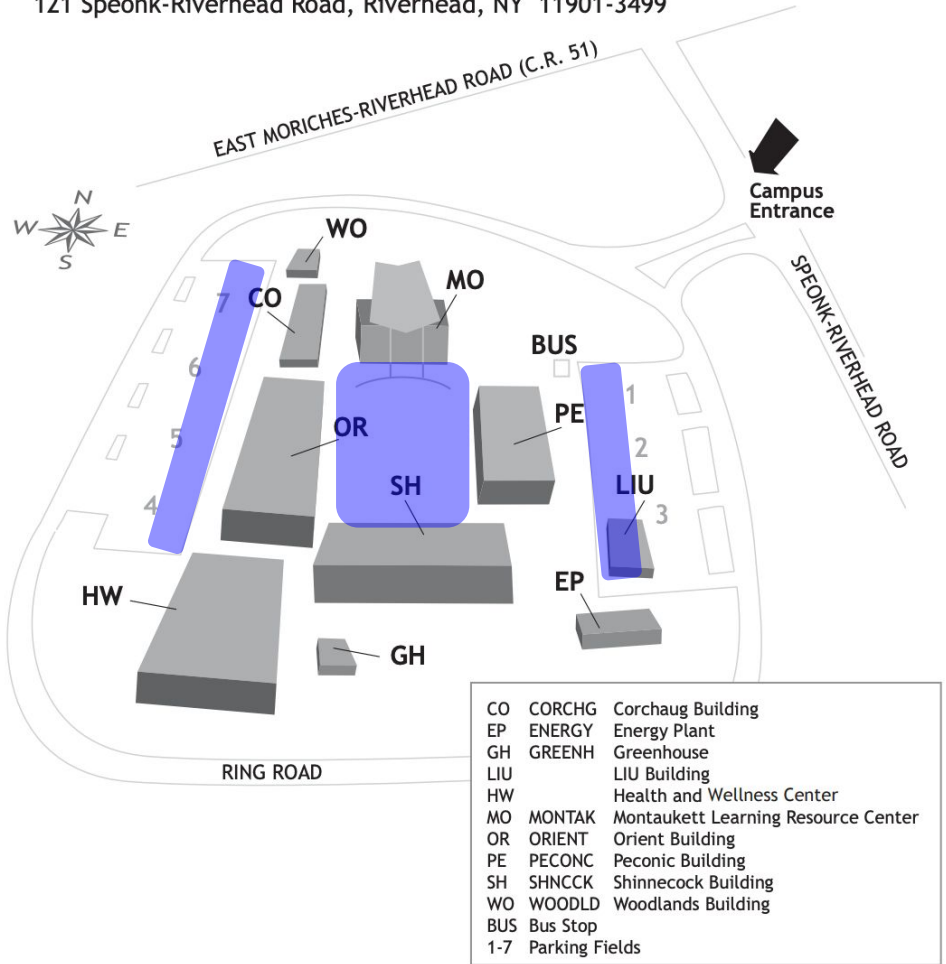 121 Speonk-Riverhead Road, Riverhead, NY 11901-3499
EAST MORICHES-RIVERHEAD ROAD (C.R. 51)
Campus
Entrance
N
W
E
S
SPEONK-RIVERHEAD ROAD
WO
MO
CO
7
BUS
6
1
PE
OR
5
2
SH
LIU
4
3
EP
HW
GH
RING ROAD
CO CORCHG Corchaug Building
EP ENERGY Energy Plant
GH GREENH Greenhouse
LIU LIU Building
HW Health and Wellness Center
MO MONTAK Montaukett Learning Resource Center
OR ORIENT Orient Building
PE PECONC Peconic Building
SH SHNCCK Shinnecock Building
WO WOODLD Woodlands Building
BUS Bus Stop
1-7 Parking Fields